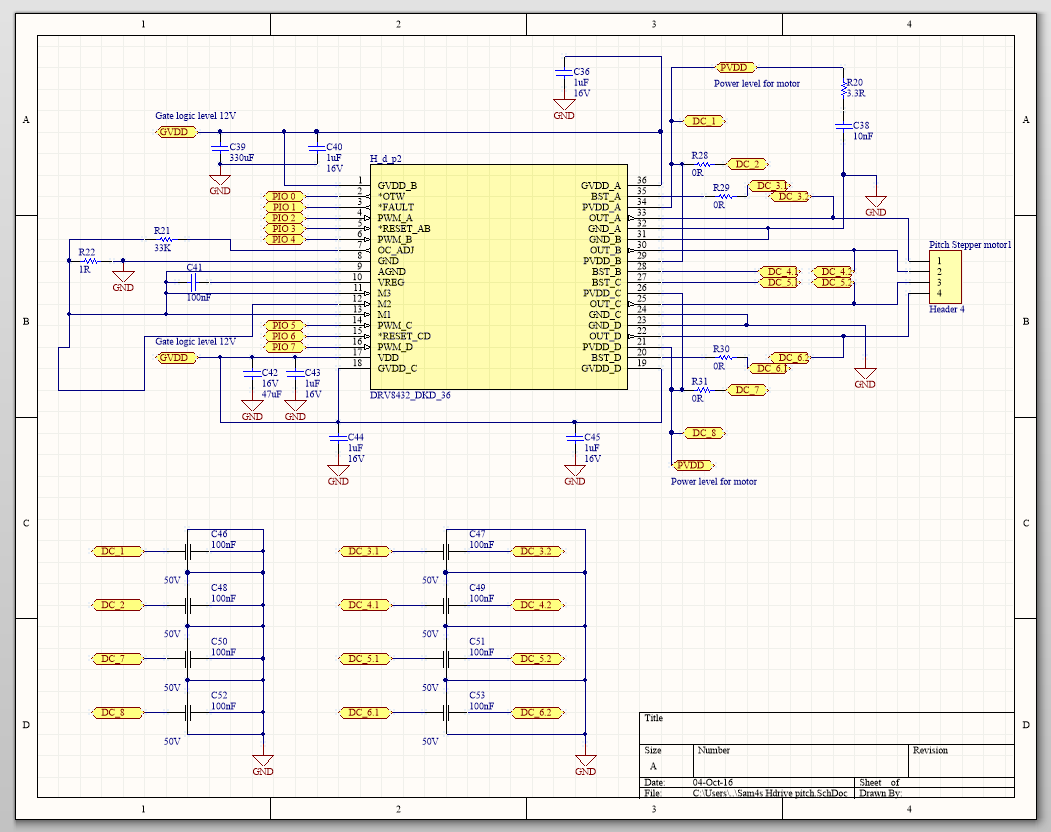 1 2 3 4
A
B
C
D
A
B
C
D
1 2 3 4
C36
1uF
16V
GND
PVDD
Power level for motor
R20
3.3R
C38
10nF
GND
Gate logic level 12V
GVDD
C39
330uF
C40
1uF
16V
GND
DC_1
R28
0R
DC_2
R29
0R
DC_3.1
DC_3.2
H_d_p2
1 GVDD_B
2 *OTW
3 *FAULT
4 PWM_A
5 *RESET_AB
6 PWM_B
7 OC_ADJ
8 GND
9 AGND
10 VREG
11 M3
12 M2
13 M1
14 PWM_C
15 *RESET_CD
16 PWM_D
17 VDD
18 GVDD_C
GVDD_A 36
BST_A 35
PVDD_A 34
OUT_A 33
GND_A 32
GND_B 31
OUT_B 30
PVDD_B 29
BST_B 28
BST_C 27
PVDD_C 26
OUT_C 25
GND_C 24
GND_D 23
OUT_D 22
PVDD_D 21
BST_D 20
GVDD_D 19
DRV8432_DKD_36
PIO 0
PIO 1
PIO 2
PIO 3
PIO 4
R21
33K
R22
1R
GND
C41
100nF
PIO 5
PIO 6
PIO 7
Gate logic level 12V
GVDD
C42
16V
47uF
GND
C43
1uF
16V
GND
C44
1uF
16V
GND
C45
1uF
16V
GND
DC_4.1
DC_4.2
DC_5.1
DC_5.2
Pitch Stepper motor1
1
2
3
4
Header 4
R30
0R
DC_6.2
DC_6.1
GND
R31
0R
DC_7
DC_8
PVDD
Power level for motor
DC_1
C46
100nF
50V
DC_2
C48
100nF
50V
DC_7
C50
100nF
50V
DC_8
C52
100nF
50V
GND
DC_3.1
C47
100nF
DC_3.2
50V
DC_4.1
C49
100nF
DC_4.2
50V
DC_5.1
C51
100nF
DC_5.2
50V
DC_6.1
C53
100nF
DC_6.2
50V
GND
Title
Size Number Revision
A
Date: 04-Oct-16 Sheet of
File: C:\Users\..\Sam4s Hdrive pitch.SchDoc Drawn By: